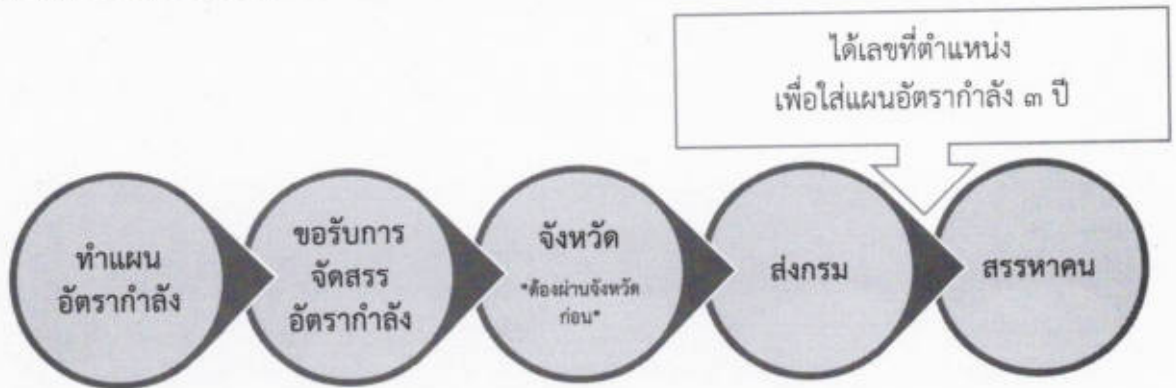 ได้เลขที่ตำแหน่ง
เพื่อใส่แผนอัตรากำลัง ๓ ปี
ทำแผน
อัตรากำลัง
ขอรับการ
จัดสรร
อัตรากำลัง
จังหวัด
*ต้องผ่านจังหวัด
ก่อน*
ส่งกรม
สรรหาคน